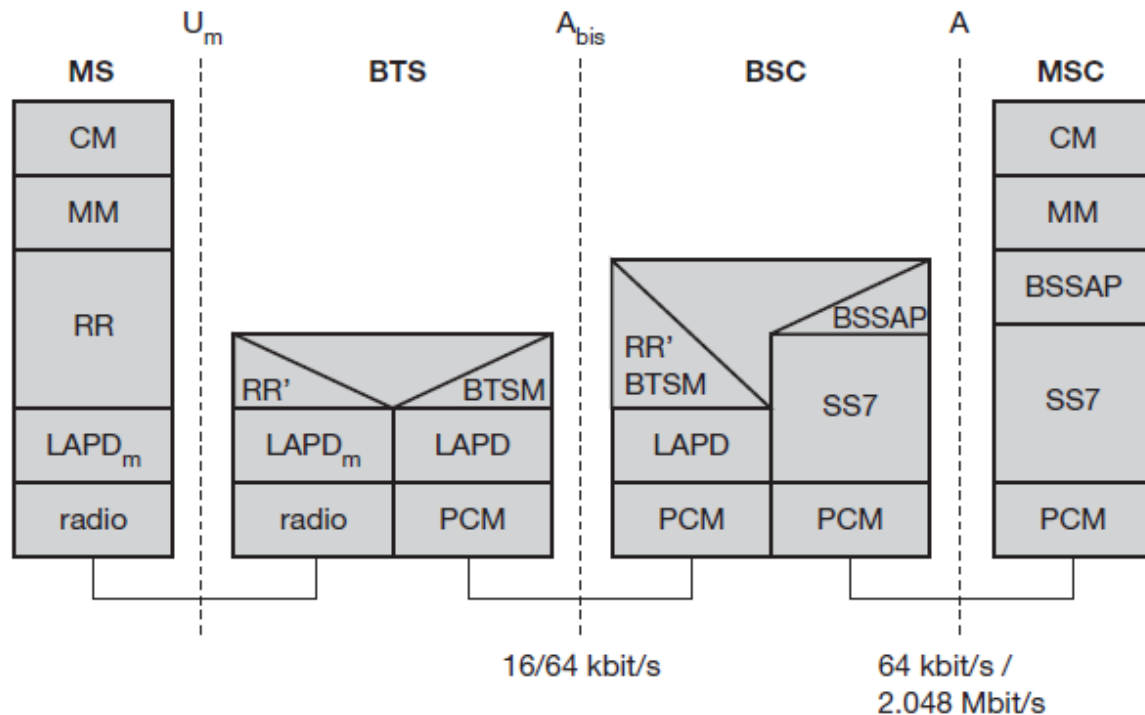 Um
Abis
A
MS
BTS
BSC
MSC
CM
MM
RR
LAPDm
radio
RR’
BTSM
LAPDm
LAPD
radio
PCM
RR’
BTSM
BSSAP
LAPD
SS7
PCM
PCM
CM
MM
BSSAP
SS7
PCM
16/64 kbit/s
64 kbit/s /
2.048 Mbit/s